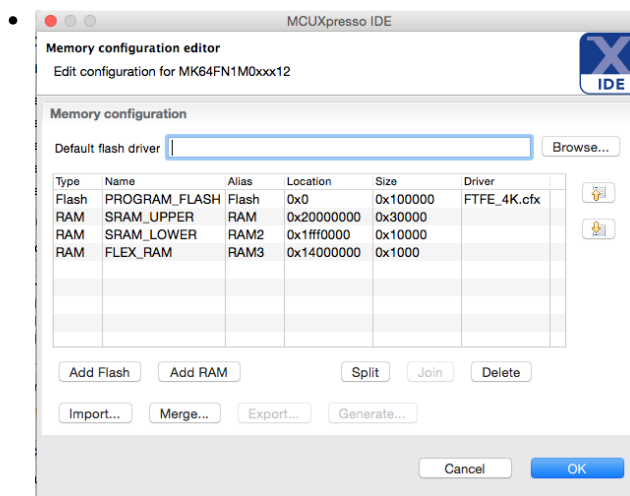 MCUXpresso IDE
Memory configuration editor
Edit configuration for MK64FN1M0xxx12
IDE
Memory configuration
Default flash driver Browse...
Type Name Alias Location Size Driver
Flash PROGRAM_FLASH Flash 0x0 0x100000 FTFE_4K.cfx
RAM SRAM_UPPER RAM 0x20000000 0x30000
RAM SRAM_LOWER RAM2 0x1fff0000 0x10000
RAM FLEX_RAM RAM3 0x14000000 0x1000
Add Flash Add RAM Split Join Delete
Import... Merge... Export... Generate...
Cancel OK